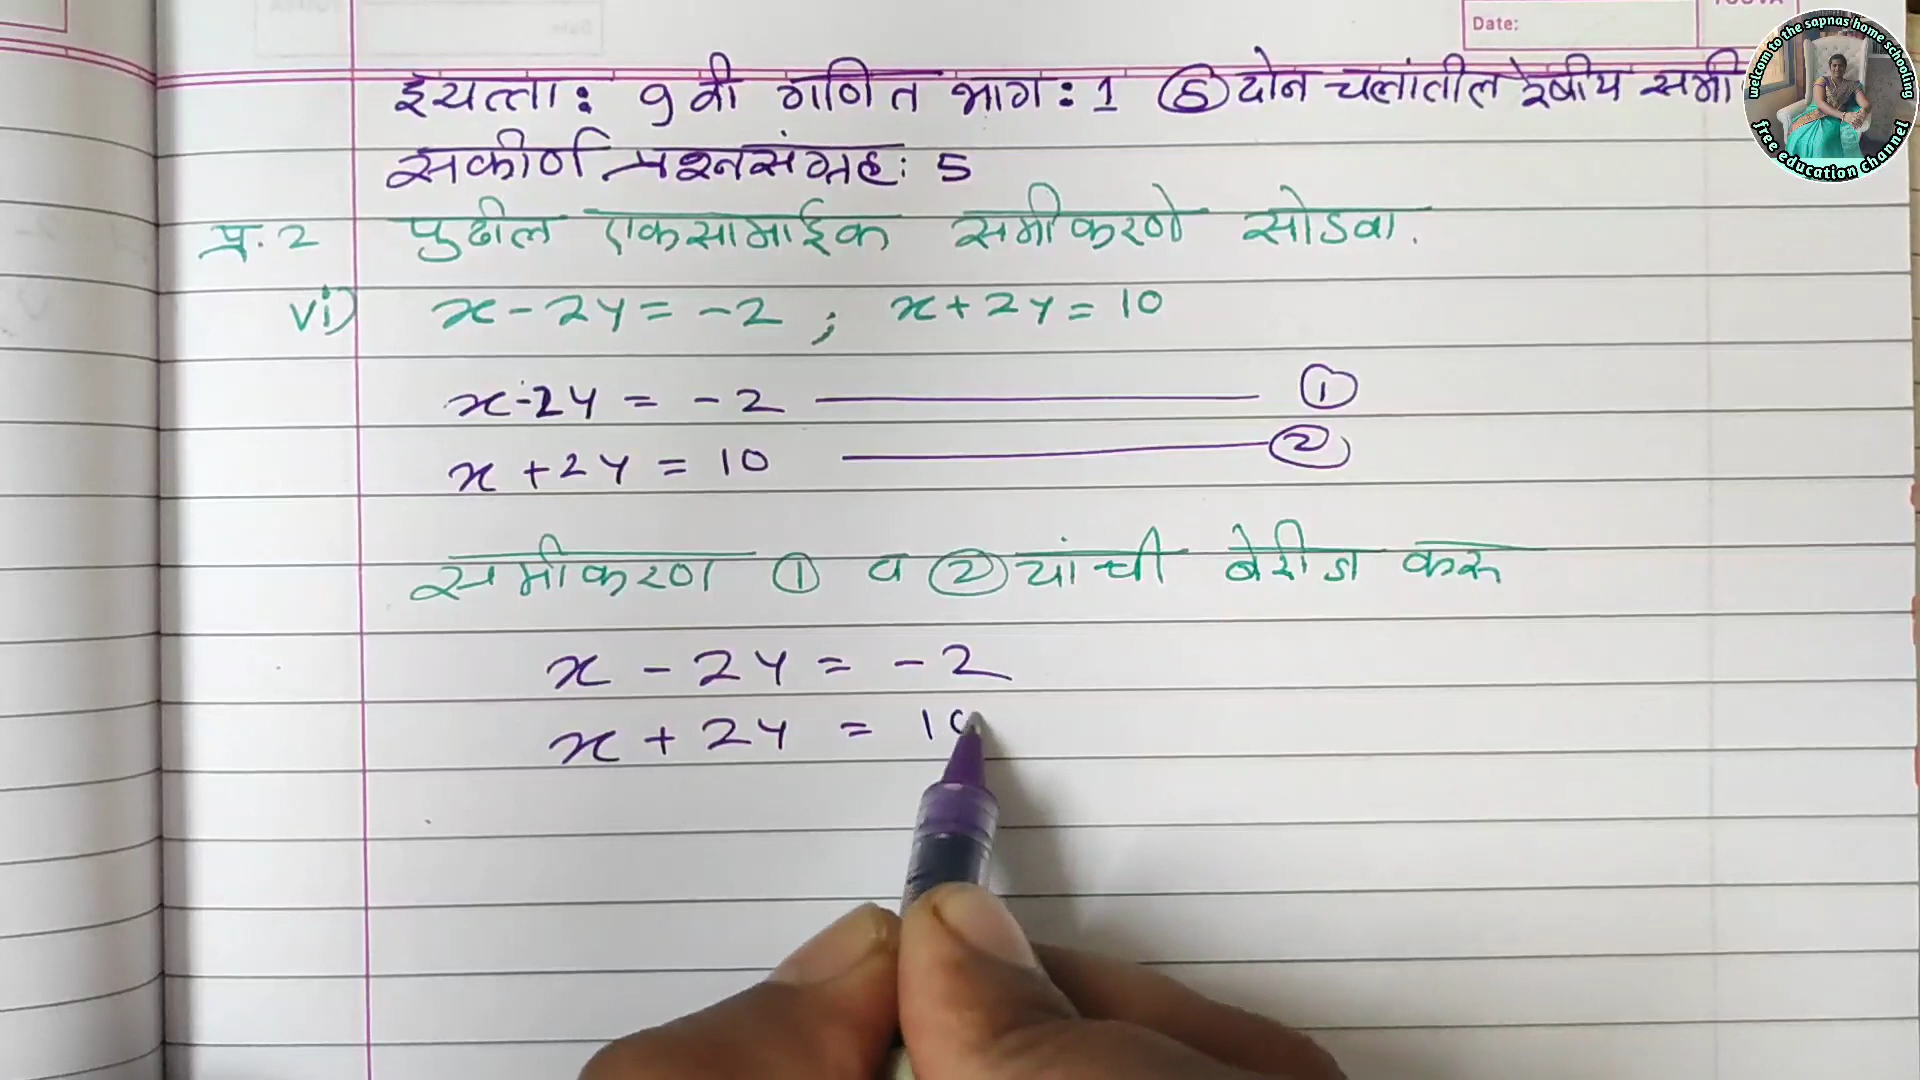 Date:
welcom to the sapnas home schooling
free education channel
इयत्ता: 9 वी गणित भाग: 1 ⑤ दोन चलांतील रेषीय समी
संकीर्ण प्रश्नसंग्रह: 5
प्र. 2 पुढील एकसामाईक समीकरणे सोडवा.
vi) x - 2y = -2 ; x + 2y = 10
x - 2y = -2 ——— ①
x + 2y = 10 ——— ②
समीकरण ① व ② यांची बेरीज करू
x - 2y = -2
x + 2y = 10